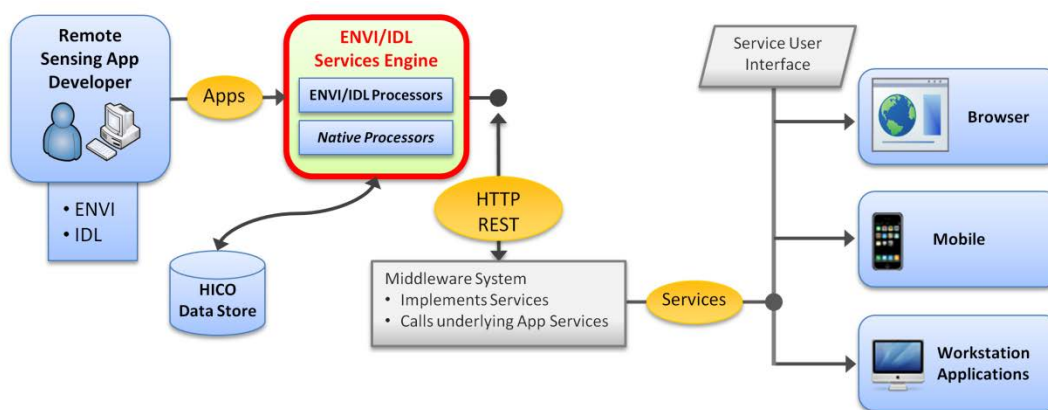 Remote
Sensing App
Developer
• ENVI
• IDL
Apps
ENVI/IDL
Services Engine
ENVI/IDL Processors
Native Processors
HICO
Data Store
HTTP
REST
Middleware System
• Implements Services
• Calls underlying App Services
Services
Service User
Interface
Browser
Mobile
Workstation
Applications